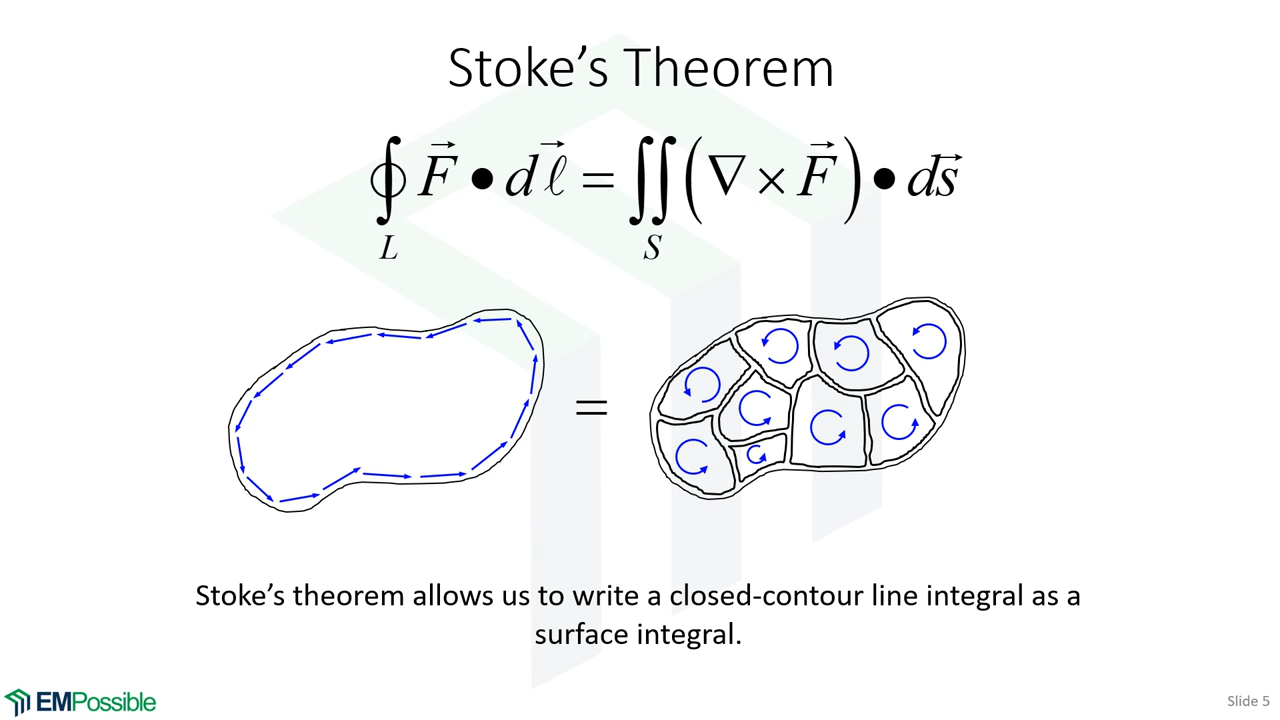 Stoke's Theorem
∮_L F⃗ • dℓ⃗ = ∬_S (∇ × F⃗) • ds⃗
=
Stoke's theorem allows us to write a closed-contour line integral as a
surface integral.
EMPossible
Slide 5